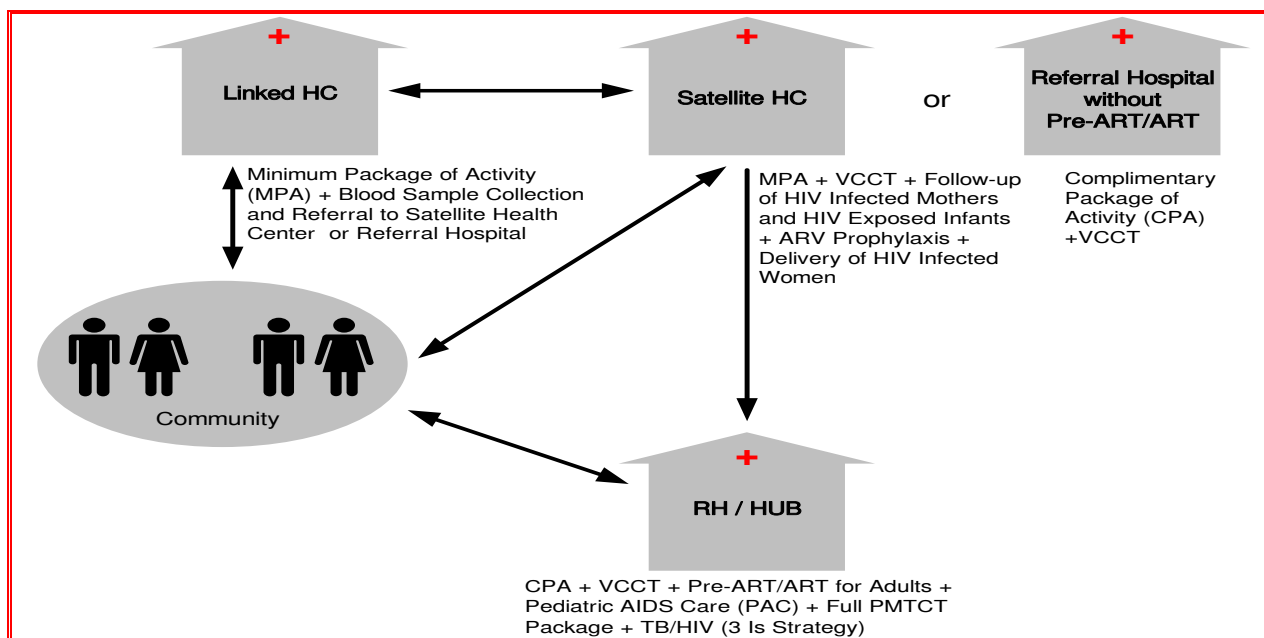 Linked HC
Satellite HC
or
Referral Hospital
without
Pre-ART/ART
Minimum Package of Activity
(MPA) + Blood Sample Collection
and Referral to Satellite Health
Center or Referral Hospital
MPA + VCCT + Follow-up
of HIV Infected Mothers
and HIV Exposed Infants
+ ARV Prophylaxis +
Delivery of HIV Infected
Women
Complimentary
Package of
Activity (CPA)
+VCCT
Community
RH / HUB
CPA + VCCT + Pre-ART/ART for Adults +
Pediatric AIDS Care (PAC) + Full PMTCT
Package + TB/HIV (3 Is Strategy)